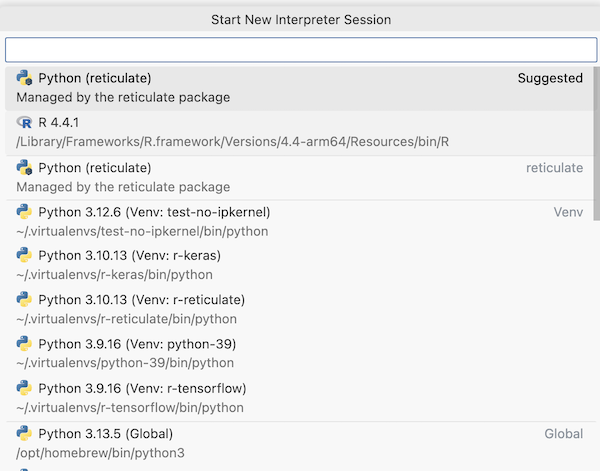 Start New Interpreter Session
Python (reticulate) Suggested
Managed by the reticulate package
R 4.4.1
/Library/Frameworks/R.framework/Versions/4.4-arm64/Resources/bin/R
Python (reticulate) reticulate
Managed by the reticulate package
Python 3.12.6 (Venv: test-no-ipkernel) Venv
~/.virtualenvs/test-no-ipkernel/bin/python
Python 3.10.13 (Venv: r-keras)
~/.virtualenvs/r-keras/bin/python
Python 3.10.13 (Venv: r-reticulate)
~/.virtualenvs/r-reticulate/bin/python
Python 3.9.16 (Venv: python-39)
~/.virtualenvs/python-39/bin/python
Python 3.9.16 (Venv: r-tensorflow)
~/.virtualenvs/r-tensorflow/bin/python
Python 3.13.5 (Global) Global
/opt/homebrew/bin/python3